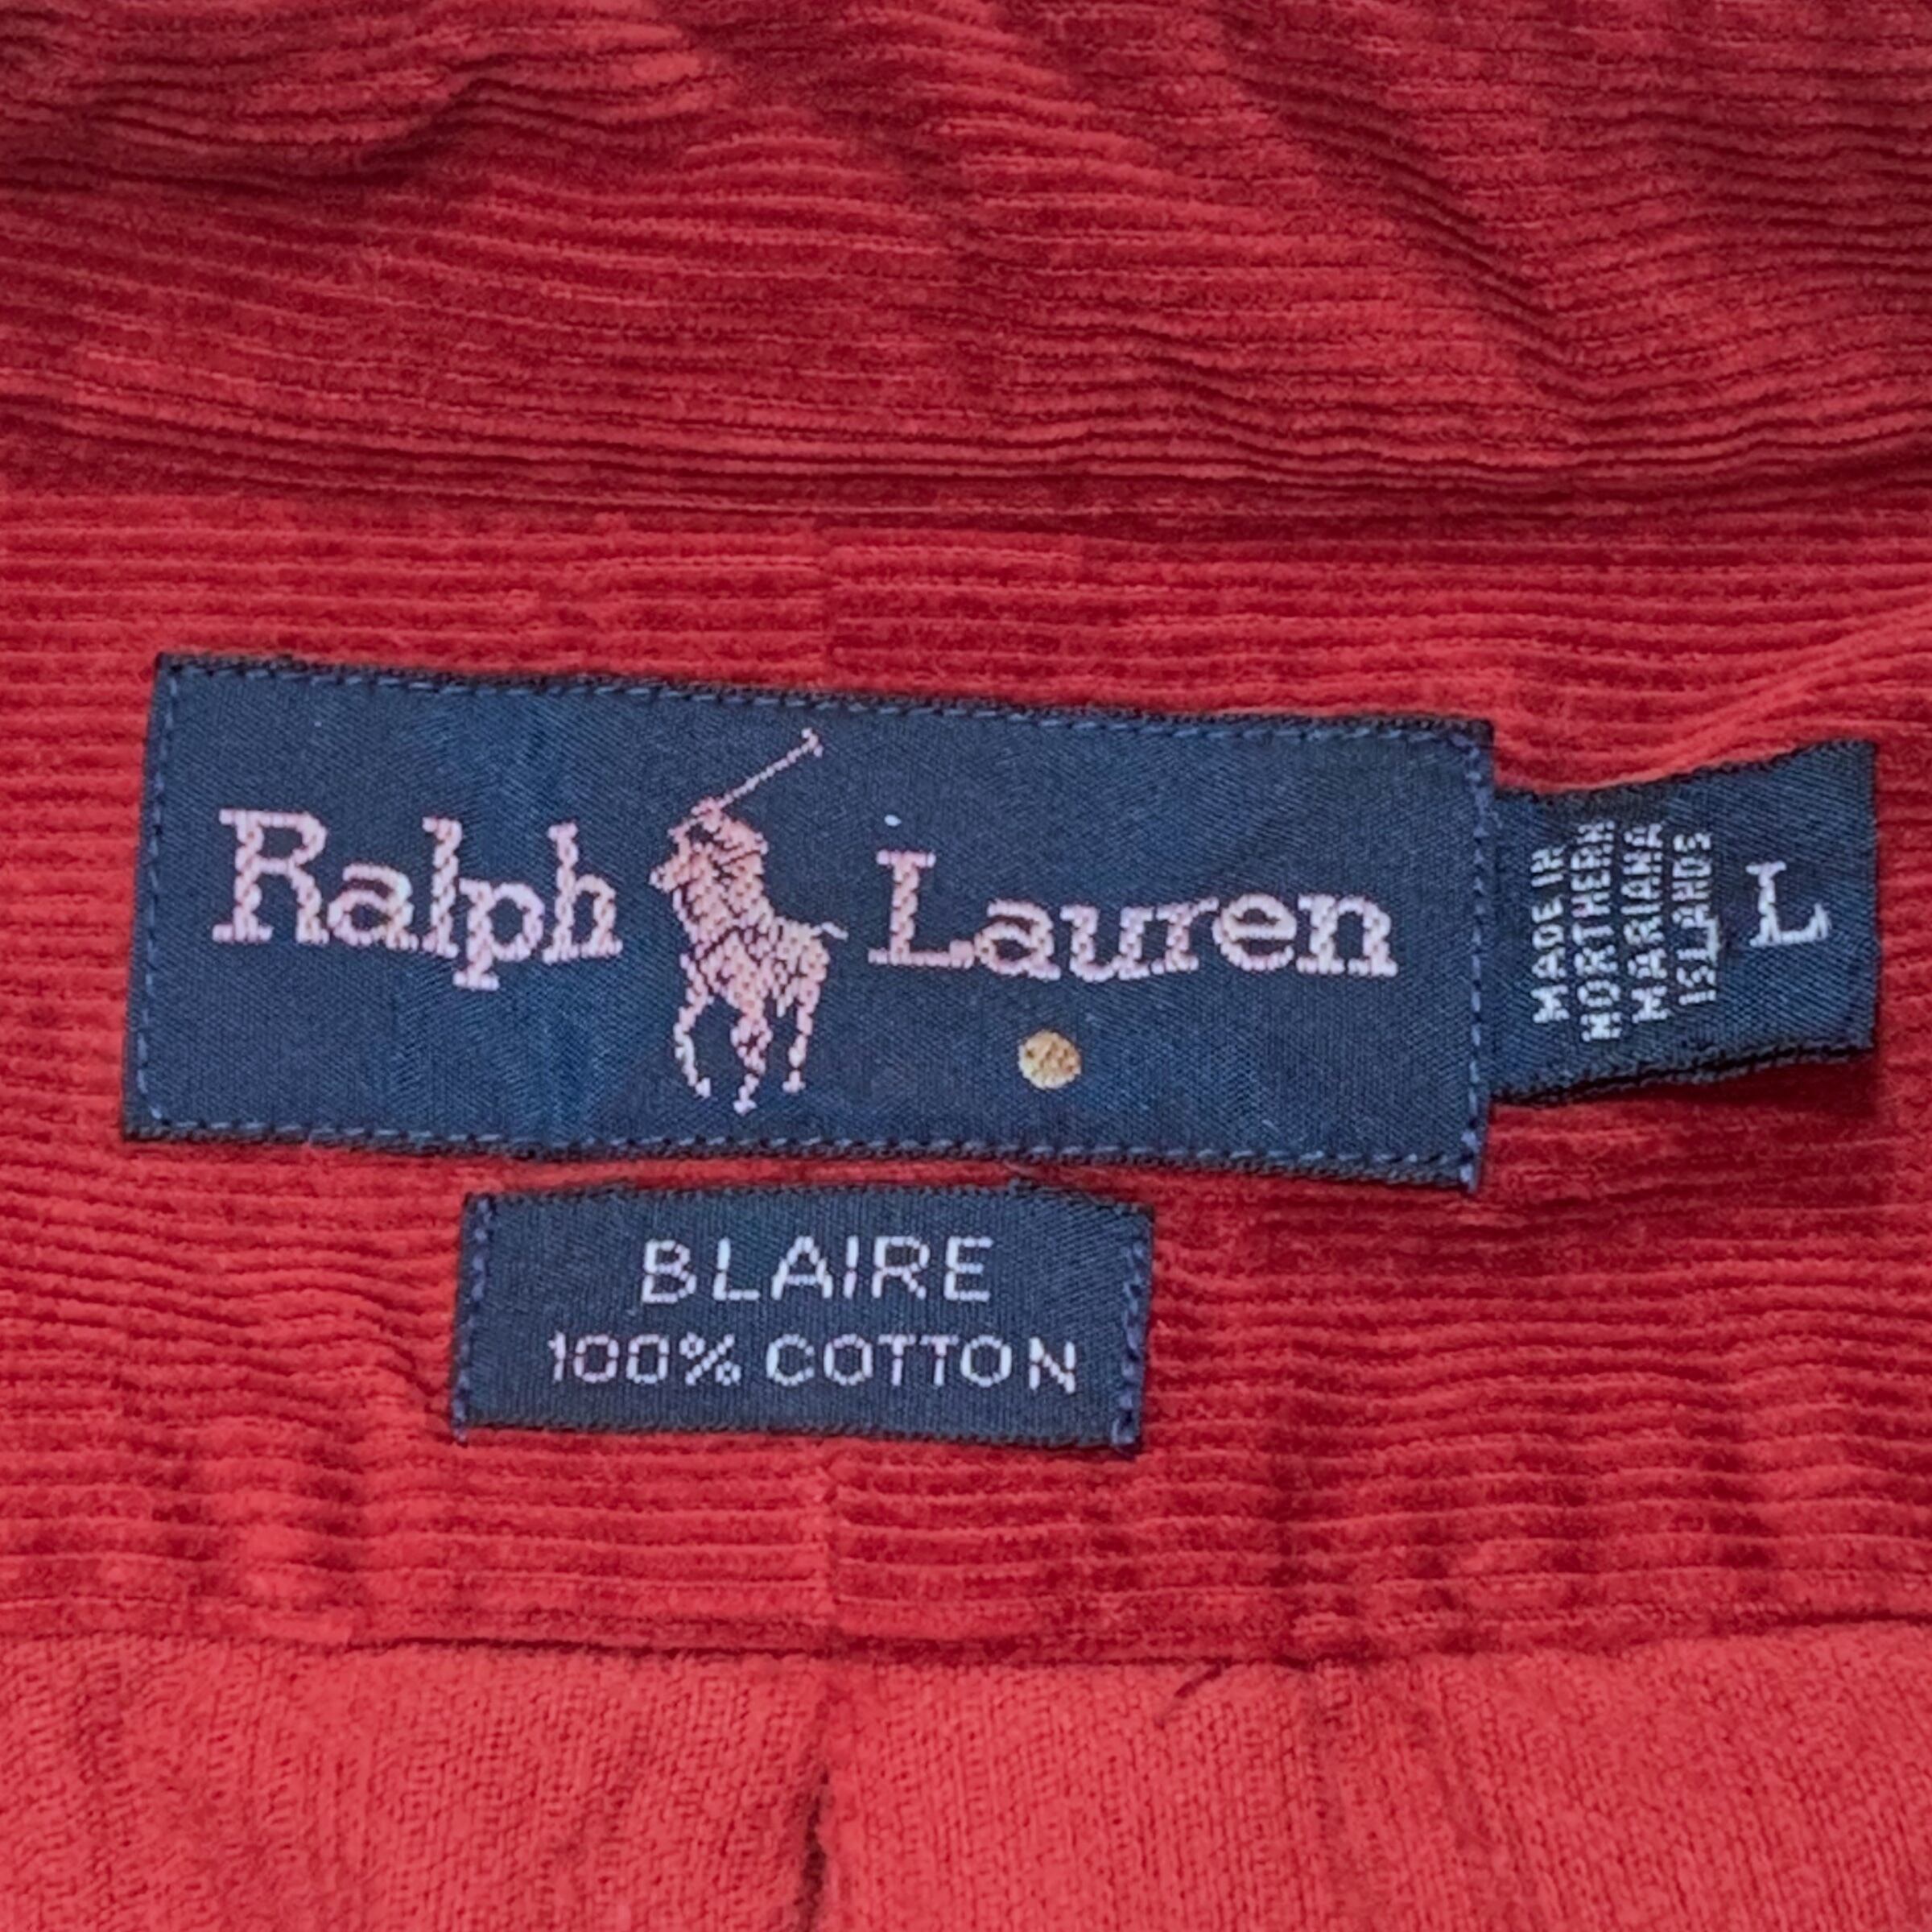 Ralph Lauren
MADE IN
NORTHERN
MARIANA
ISLANDS
L
BLAIRE
100% COTTON